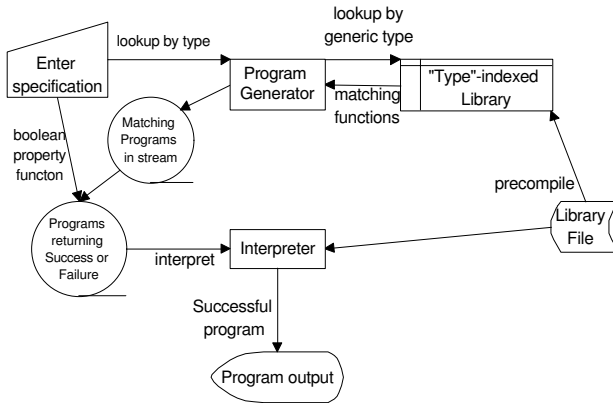 lookup by type
lookup by
generic type
Enter
specification
Program
Generator
"Type"-indexed
Library
matching
functions
boolean
property
functon
Matching
Programs
in stream
precompile
Programs
returning
Success or
Failure
interpret
Interpreter
Library
File
Successful
program
Program output